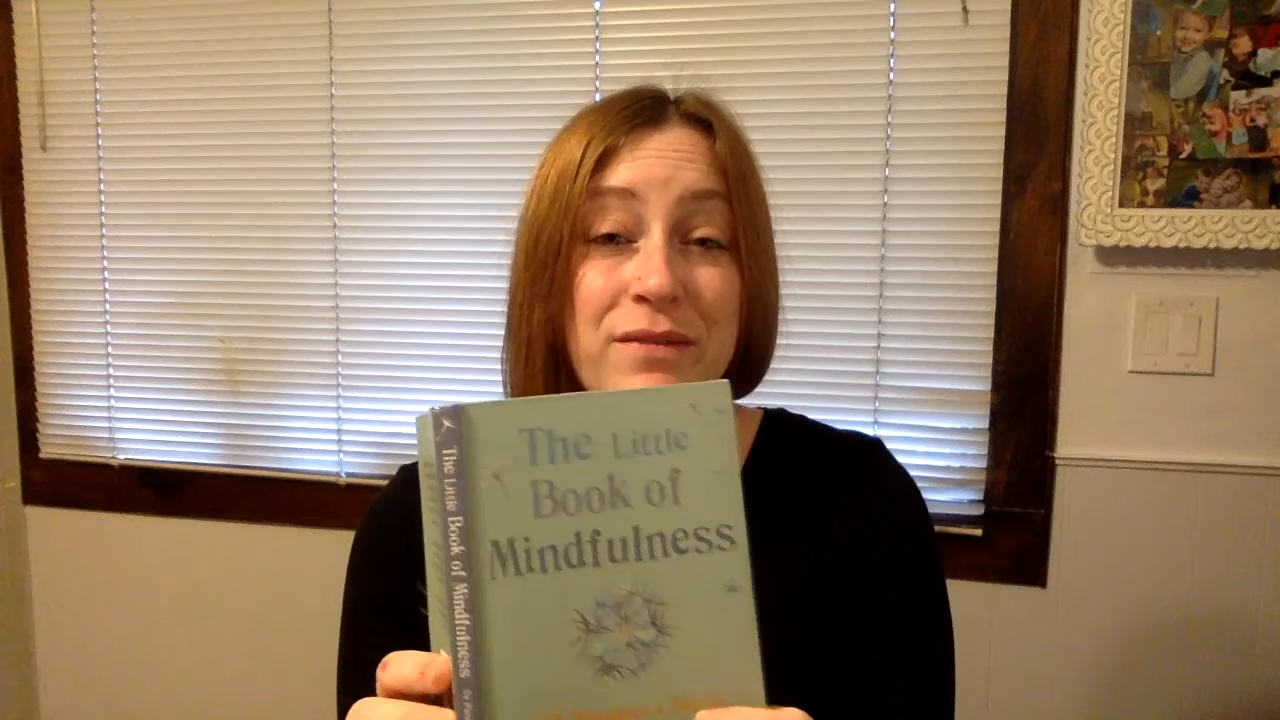 The Little
Book of
Mindfulness
The Little Book of Mindfulness